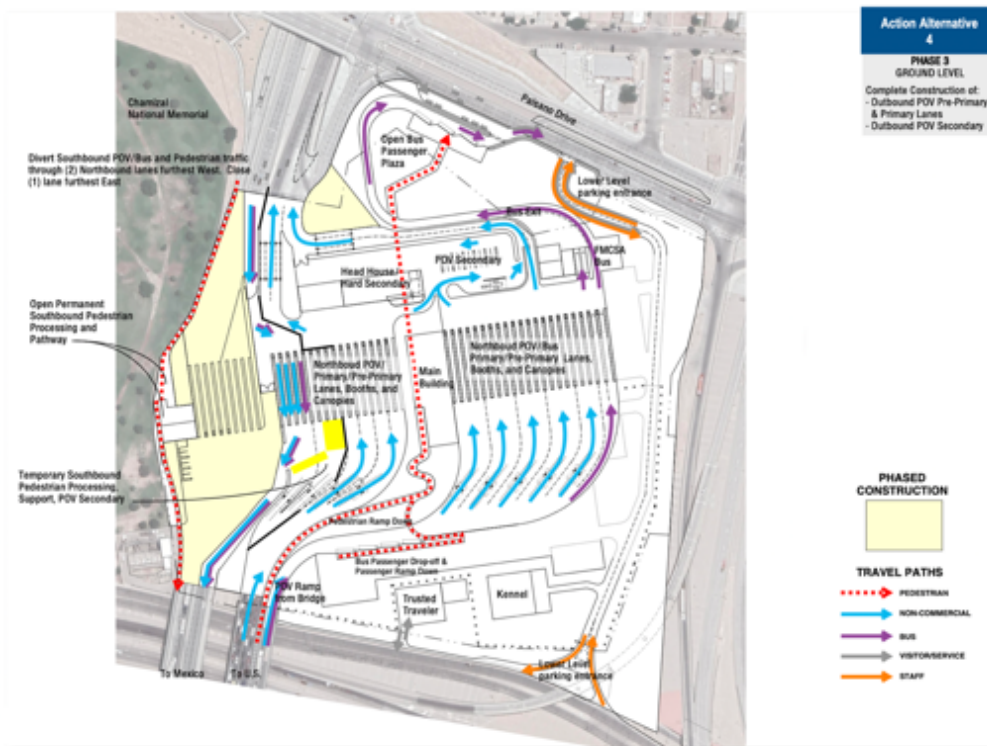 Action Alternative
4
PHASE 3
GROUND LEVEL
Complete Construction of:
- Outbound POV Pre-Primary
& Primary Lanes
- Outbound POV Secondary
Chamizal
National Memorial
Divert Southbound POV/Bus and Pedestrian traffic
through (2) Northbound lanes furthest West. Close
(1) lane furthest East
Open Bus
Passenger
Plaza
Paisano Drive
Lower Level
parking entrance
Bus Exit
POV Secondary
FMCSA
Bus
Head House/
Hard Secondary
Open Permanent
Southbound Pedestrian
Processing and
Pathway
Northboud POV/
Primary/Pre-Primary
Lanes, Booths, and
Canopies
Main
Building
Northboud POV/Bus
Primary/Pre-Primary Lanes,
Booths, and Canopies
Temporary Southbound
Pedestrian Processing,
Support, POV Secondary
Pedestrian Ramp Down
Bus Passenger Drop-off &
Passenger Ramp Down
POV Ramp
from Bridge
Trusted
Traveler
Kennel
To Mexico
To U.S.
Lower Level
parking entrance
PHASED
CONSTRUCTION
TRAVEL PATHS
PEDESTRIAN
NON-COMMERCIAL
BUS
VISITOR/SERVICE
STAFF